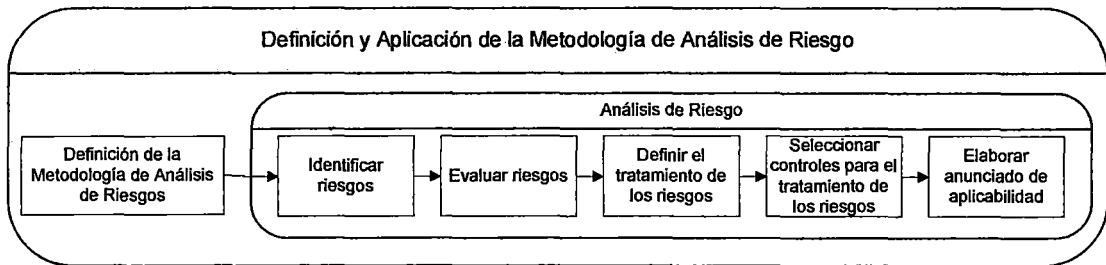 Definición y Aplicación de la Metodología de Análisis de Riesgo
Análisis de Riesgo
Definición de la
Metodología de Análisis
de Riesgos
Identificar
riesgos
Evaluar riesgos
Definir el
tratamiento de
los riesgos
Seleccionar
controles para el
tratamiento de
los riesgos
Elaborar
anunciado de
aplicabilidad